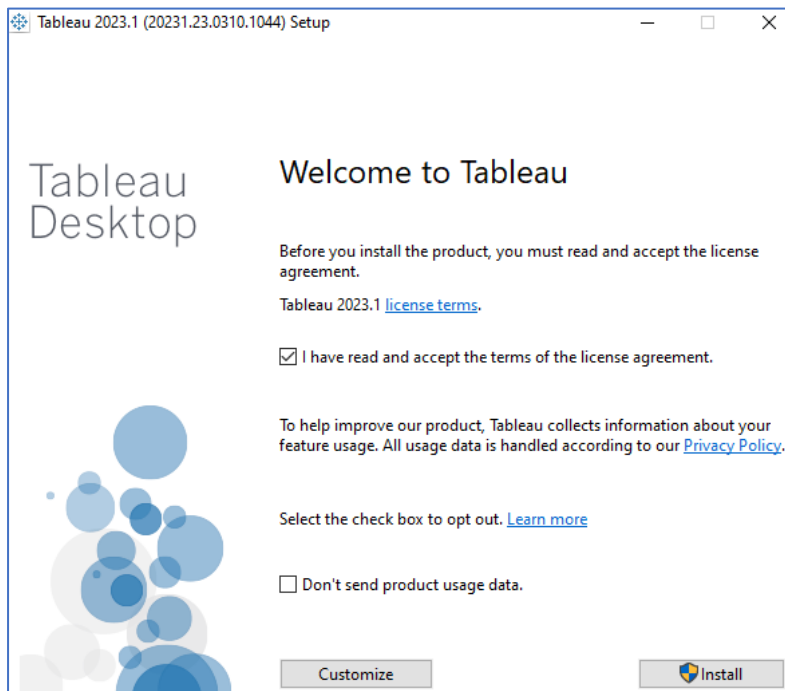 Tableau 2023.1 (20231.23.0310.1044) Setup
Tableau
Desktop
Welcome to Tableau
Before you install the product, you must read and accept the license
agreement.
Tableau 2023.1 license terms.
I have read and accept the terms of the license agreement.
To help improve our product, Tableau collects information about your
feature usage. All usage data is handled according to our Privacy Policy.
Select the check box to opt out. Learn more
Don't send product usage data.
Customize
Install